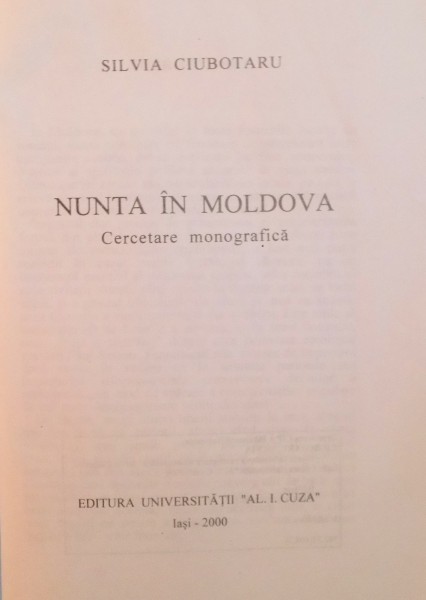 SILVIA CIUBOTARU
NUNTA ÎN MOLDOVA
Cercetare monografică
EDITURA UNIVERSITĂȚII "AL. I. CUZA"
Iași - 2000